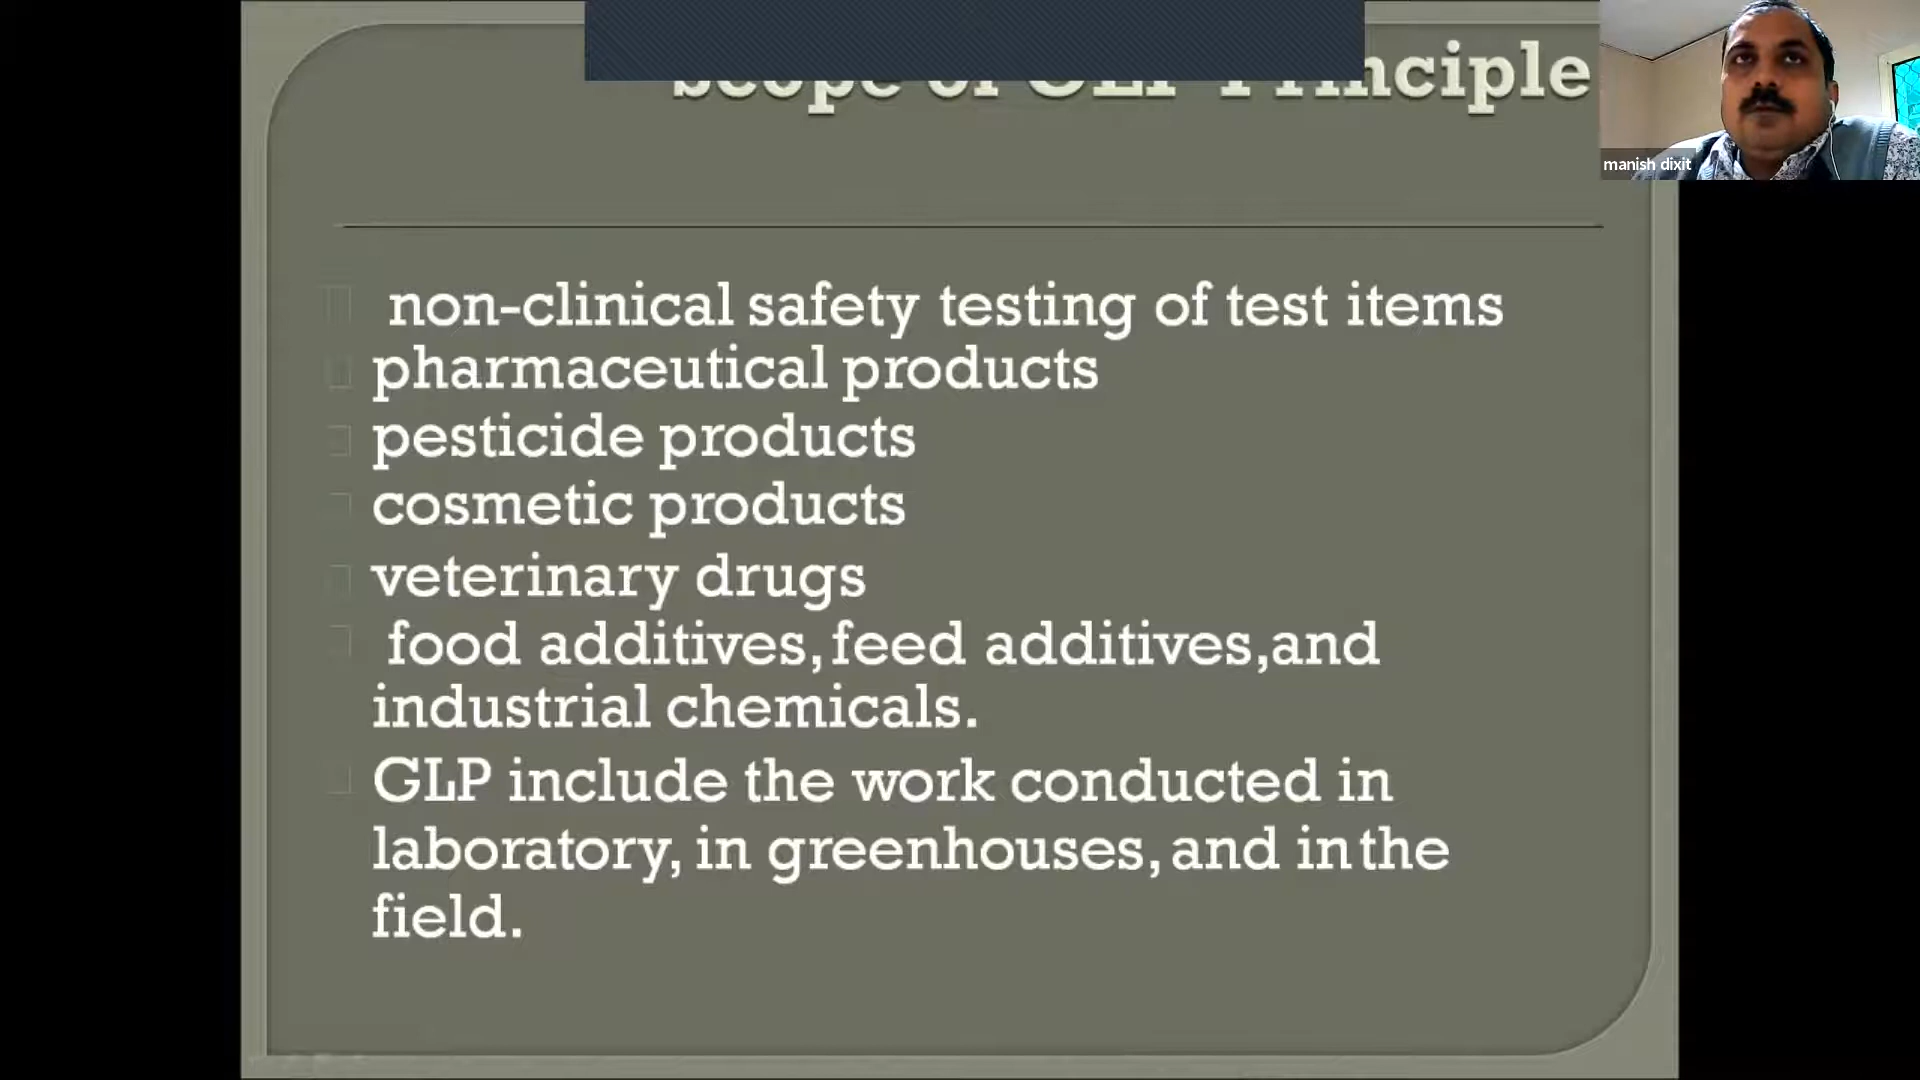 Scope of GLP Principle
manish dixit
non-clinical safety testing of test items
pharmaceutical products
pesticide products
cosmetic products
veterinary drugs
food additives, feed additives,and
industrial chemicals.
GLP include the work conducted in
laboratory, in greenhouses, and in the
field.